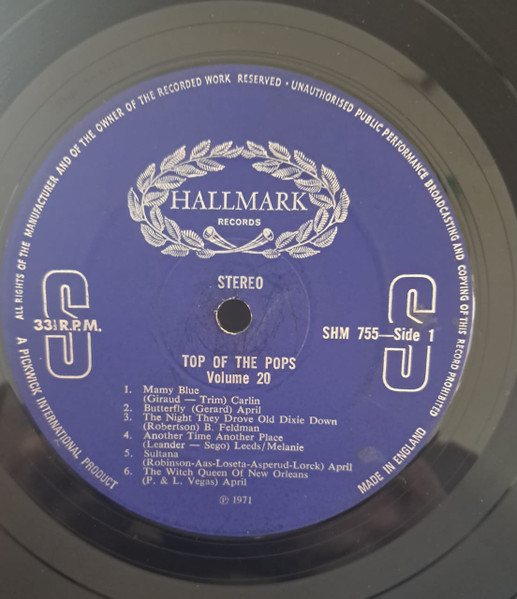 ALL RIGHTS OF THE MANUFACTURER AND OF THE OWNER OF THE RECORDED WORK RESERVED · UNAUTHORISED PUBLIC PERFORMANCE BROADCASTING AND COPYING OF THIS RECORD PROHIBITED
HALLMARK
RECORDS
STEREO
S
33⅓ R.P.M.
S
SHM 755—Side 1
TOP OF THE POPS
Volume 20
1. Mamy Blue
(Giraud — Trim) Carlin
2. Butterfly (Gerard) April
3. The Night They Drove Old Dixie Down
(Robertson) B. Feldman
4. Another Time Another Place
(Leander — Sego) Leeds/Melanie
5. Sultana
(Robinson-Aas-Loseta-Asperud-Lorck) April
6. The Witch Queen Of New Orleans
(P. & L. Vegas) April
℗ 1971
A PICKWICK INTERNATIONAL PRODUCT
MADE IN ENGLAND